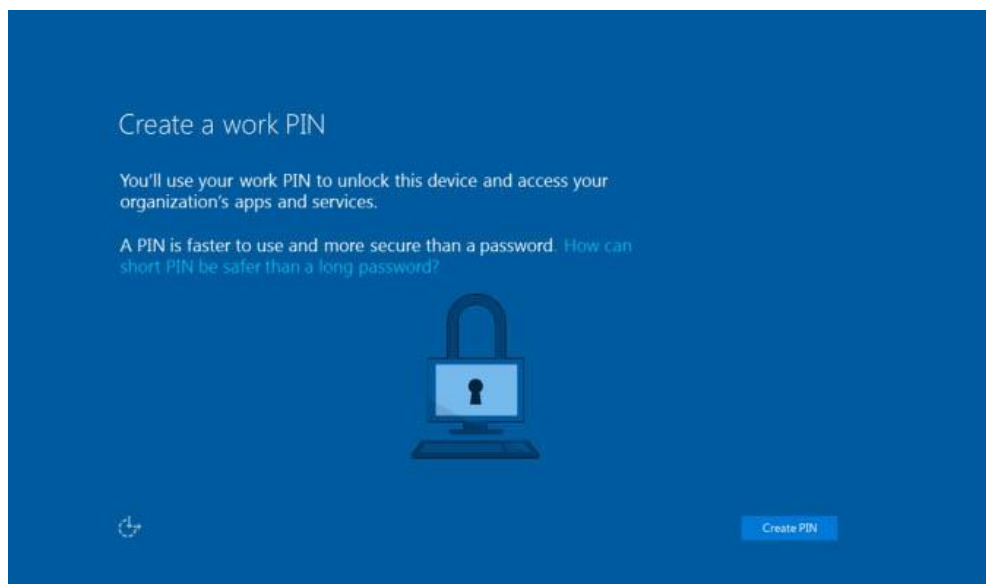 Create a work PIN
You'll use your work PIN to unlock this device and access your
organization's apps and services.
A PIN is faster to use and more secure than a password. How can
short PIN be safer than a long password?
Create PIN